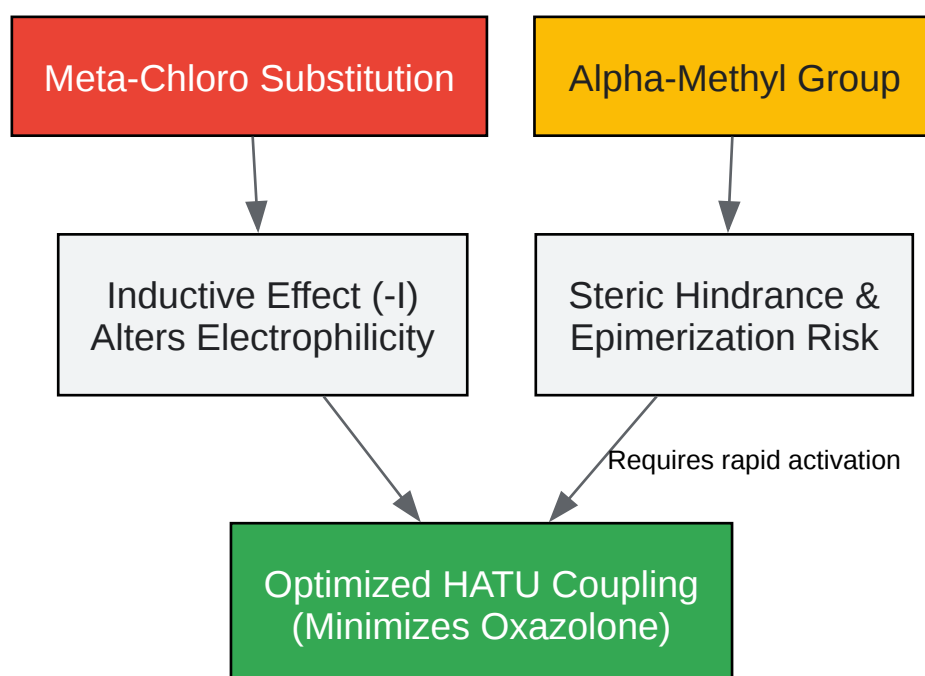 Meta-Chloro Substitution
Alpha-Methyl Group
Inductive Effect (-I)
Alters Electrophilicity
Steric Hindrance &
Epimerization Risk
Requires rapid activation
Optimized HATU Coupling
(Minimizes Oxazolone)